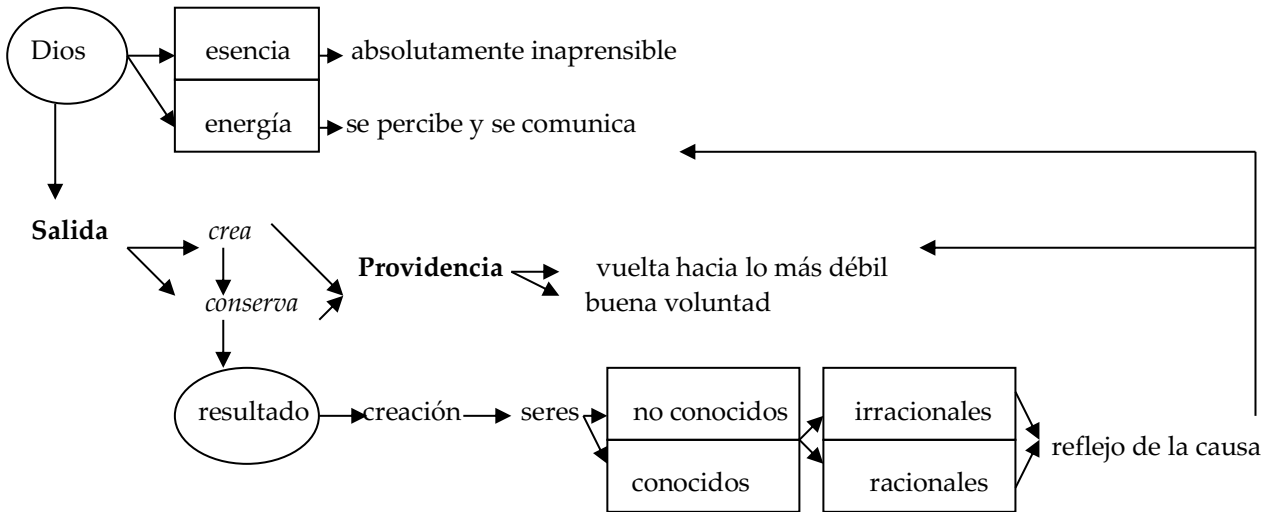 Dios esencia absolutamente inaprensible
energía se percibe y se comunica
Salida crea
Providencia vuelta hacia lo más débil
conserva buena voluntad
resultado creación seres no conocidos irracionales
reflejo de la causa
conocidos racionales